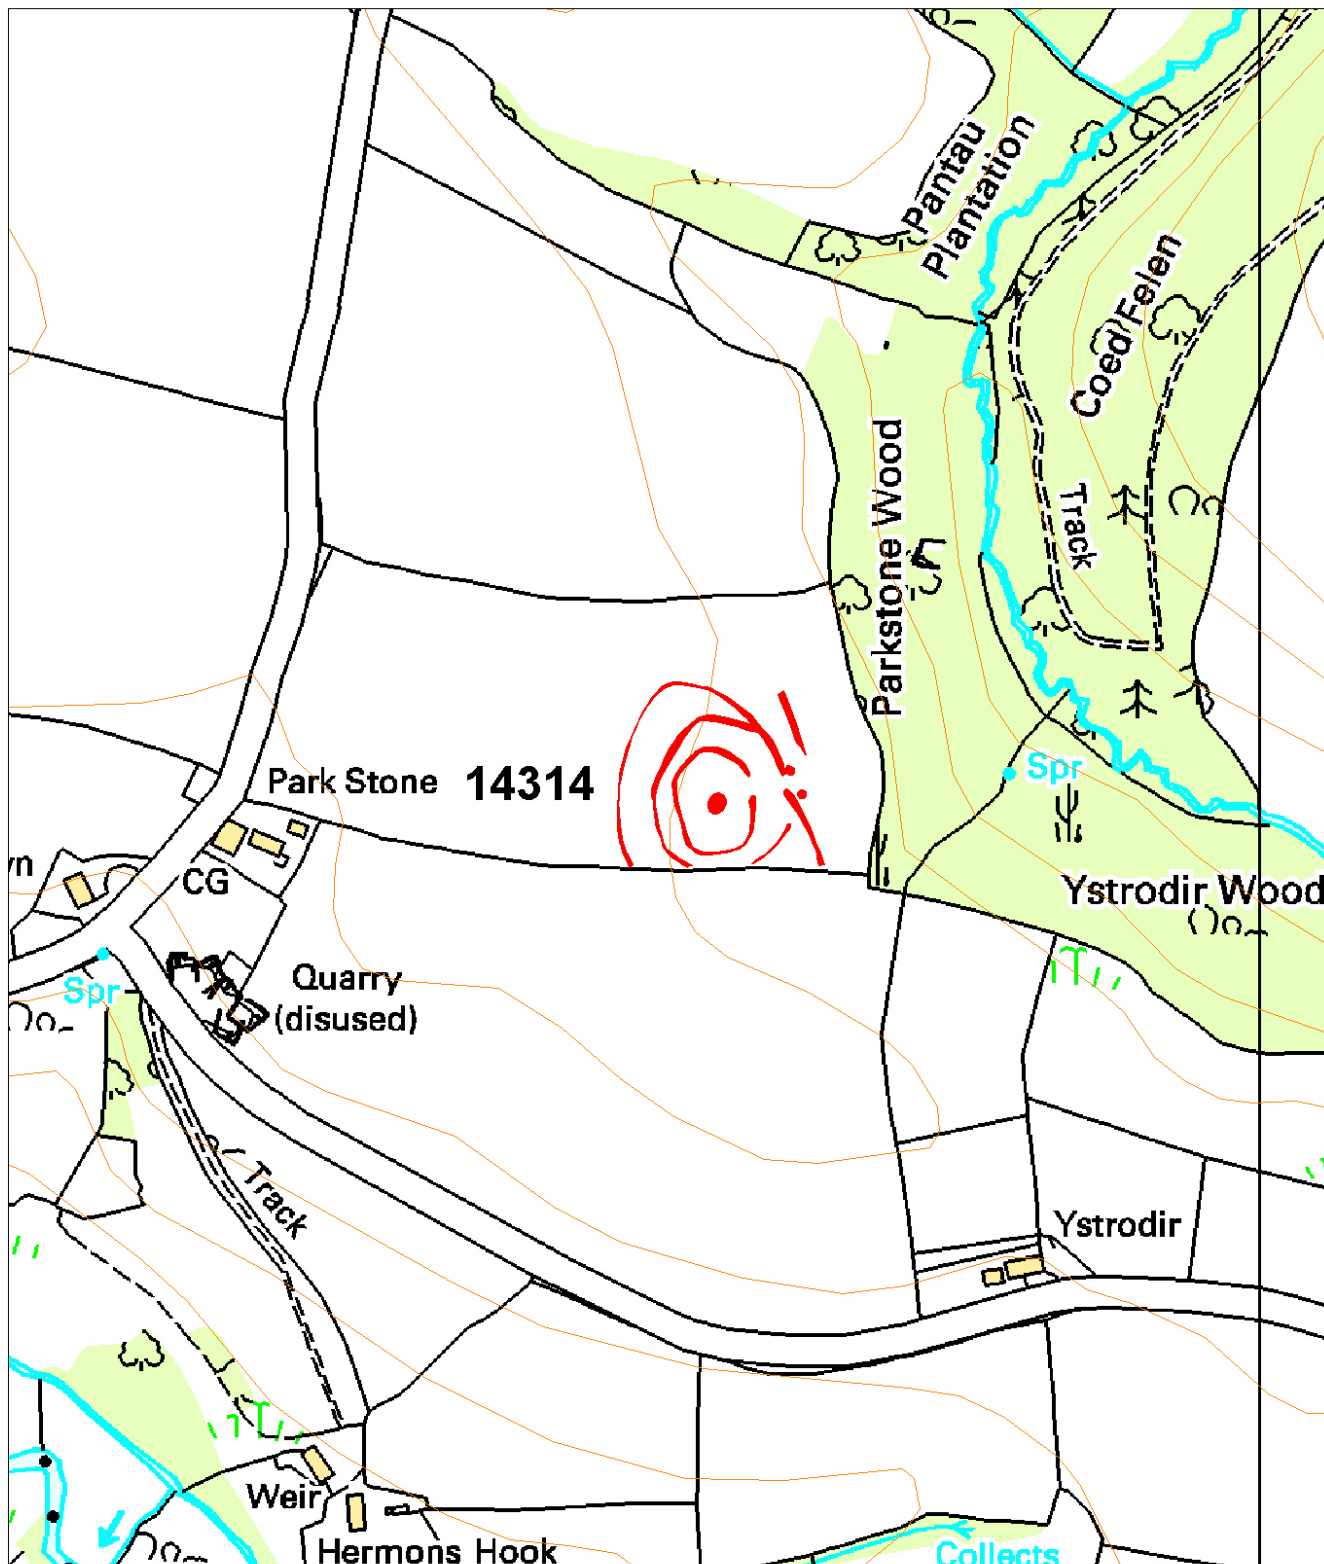 Pantau
Plantation
Coed Felen
Parkstone Wood
Track
Park Stone
14314
Spr
CG
Ystrodir Wood
Quarry
(disused)
Spr
Track
Ystrodir
Weir
Hermons Hook
Collects